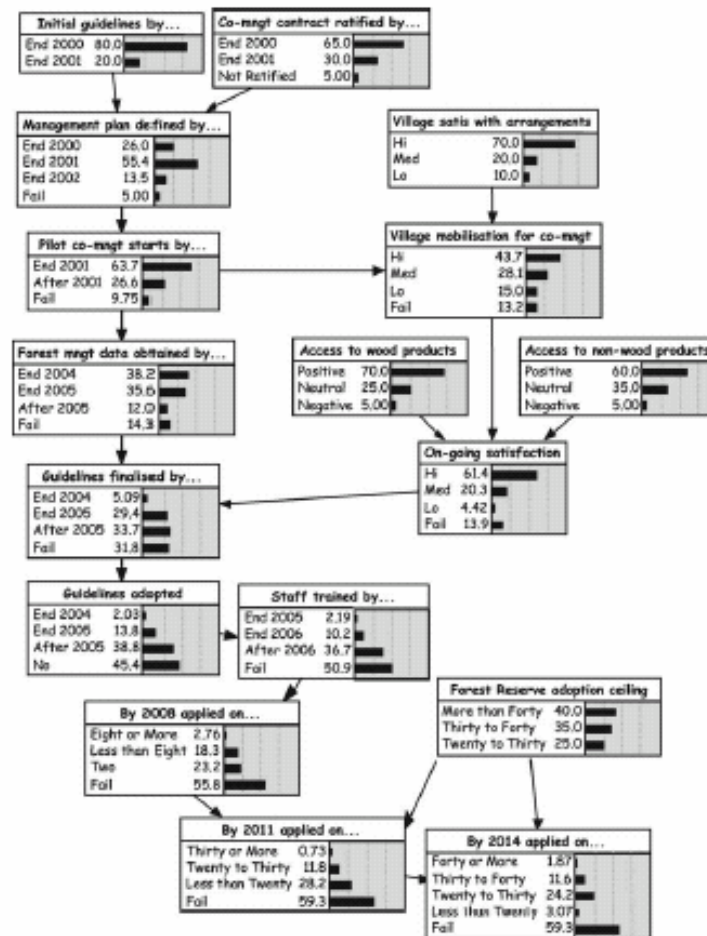 Initial guidelines by...
End 2000 80.0
End 2001 20.0
Co-mngt contract ratified by...
End 2000 65.0
End 2001 30.0
Not Ratified 5.00
Management plan defined by...
End 2000 26.0
End 2001 55.4
End 2002 13.5
Fail 5.00
Village satis with arrangements
Hi 70.0
Med 20.0
Lo 10.0
Pilot co-mngt starts by...
End 2001 63.7
After 2001 26.6
Fail 9.75
Village mobilisation for co-mngt
Hi 43.7
Med 28.1
Lo 15.0
Fail 13.2
Forest mngt data obttained by...
End 2004 38.2
End 2005 35.6
After 2005 12.0
Fail 14.3
Access to wood products
Positive 70.0
Neutral 25.0
Negative 5.00
Access to non-wood products
Positive 60.0
Neutral 35.0
Negative 5.00
Guidelines finalised by...
End 2004 5.09
End 2005 29.4
After 2005 33.7
Fail 31.8
On-going satisfaction
Hi 61.4
Med 20.3
Lo 4.42
Fail 13.9
Guidelines adopted
End 2004 2.03
End 2005 13.8
After 2005 38.8
No 45.4
Staff trained by...
End 2005 2.19
End 2006 10.2
After 2006 36.7
Fail 50.9
By 2008 applied on...
Eight or More 2.76
Less than Eight 18.3
Two 23.2
Fail 55.8
Forest Reserve adoption ceiling
More than Forty 40.0
Thirty to Forty 35.0
Twenty to Thirty 25.0
By 2011 applied on...
Thirty or More 0.73
Twenty to Thirty 11.8
Less than Twenty 28.2
Fail 59.3
By 2014 applied on...
Forty or More 1.87
Thirty to Forty 11.6
Twenty to Thirty 24.2
Less than Twenty 3.07
Fail 59.3